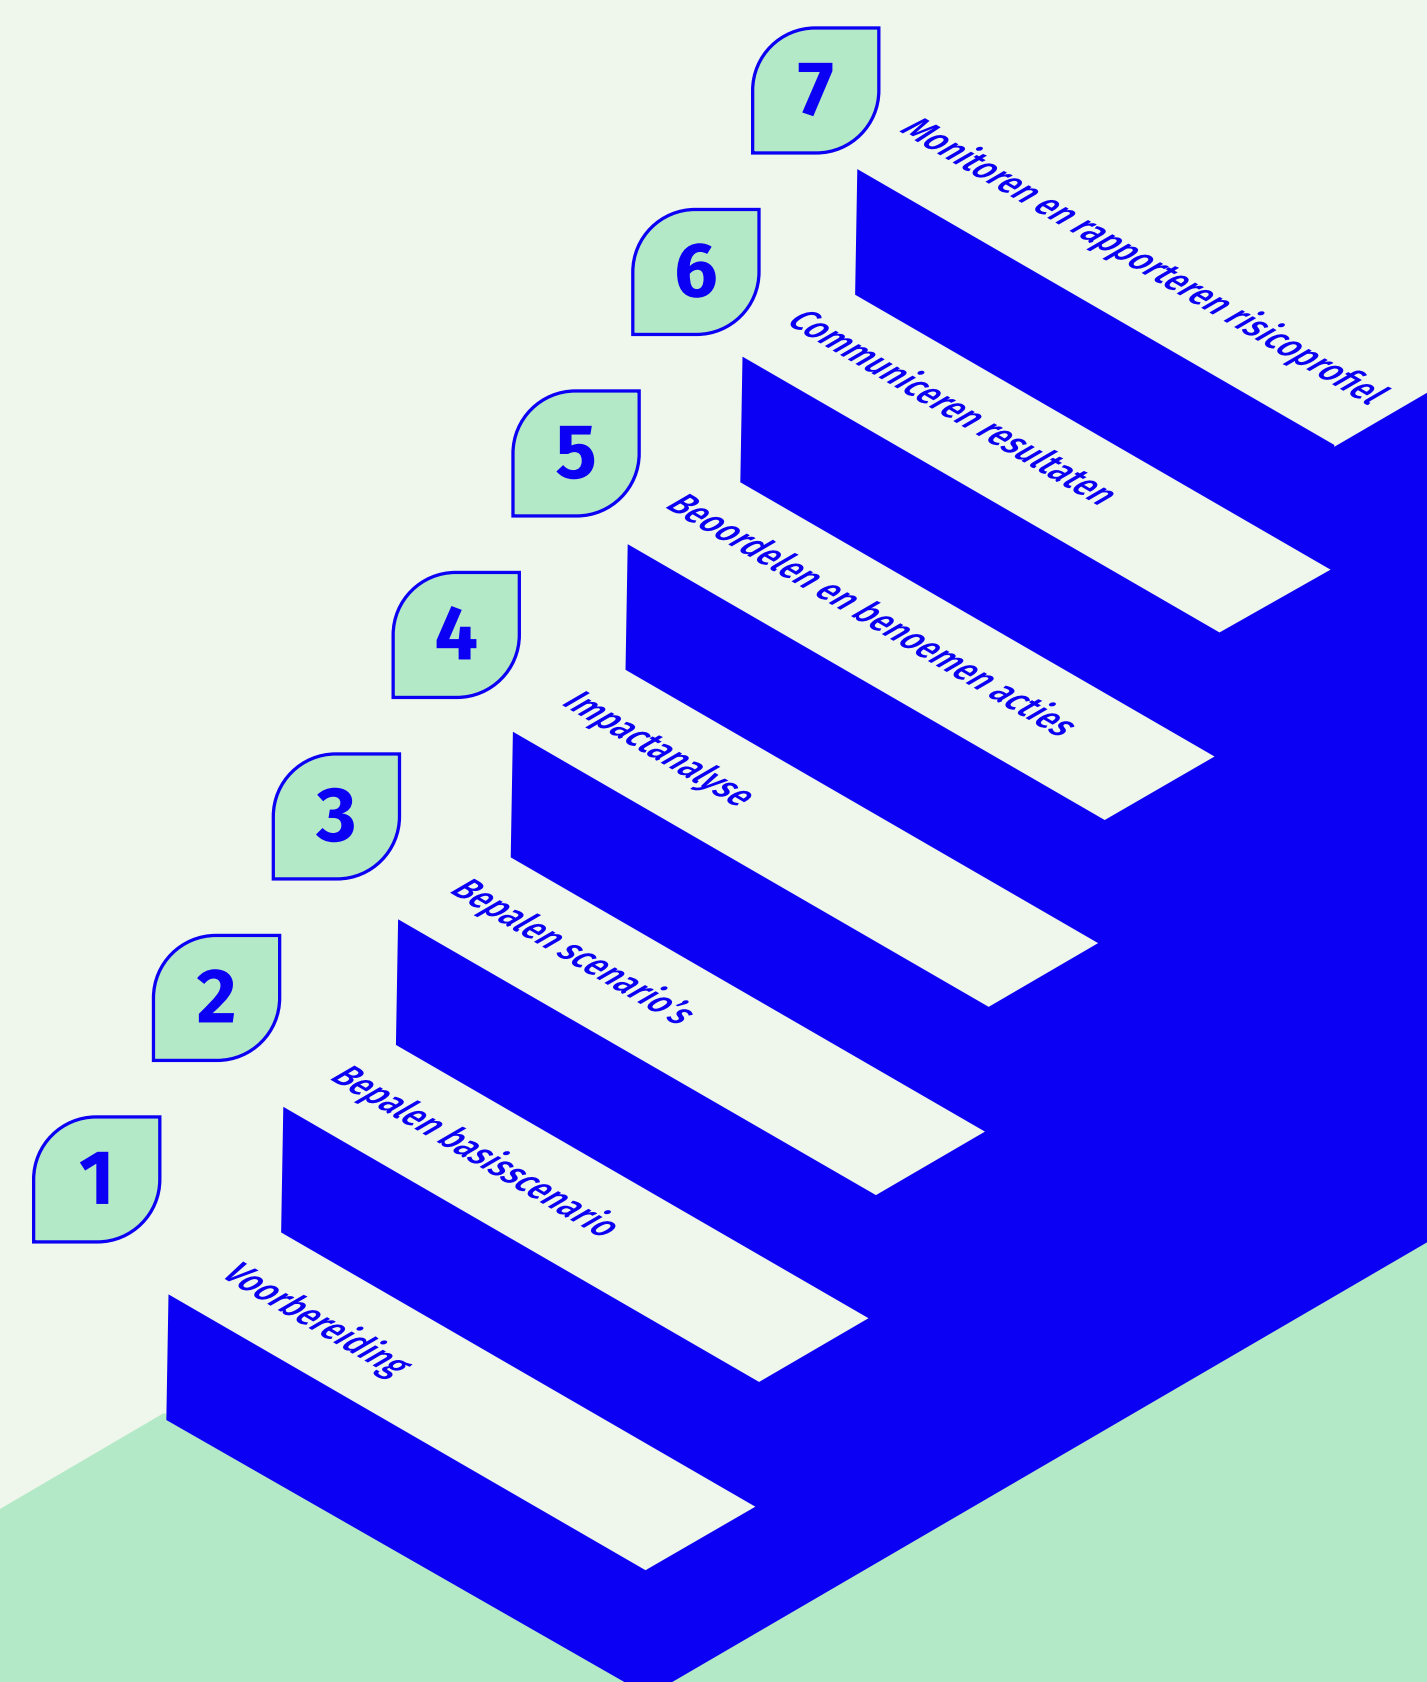 7
Monitoren en rapporteren risicoprofiel
6
Communiceren resultaten
5
Beoordelen en benoemen acties
4
Impactanalyse
3
Bepalen scenario's
2
Bepalen basisscenario
1
Voorbereiding